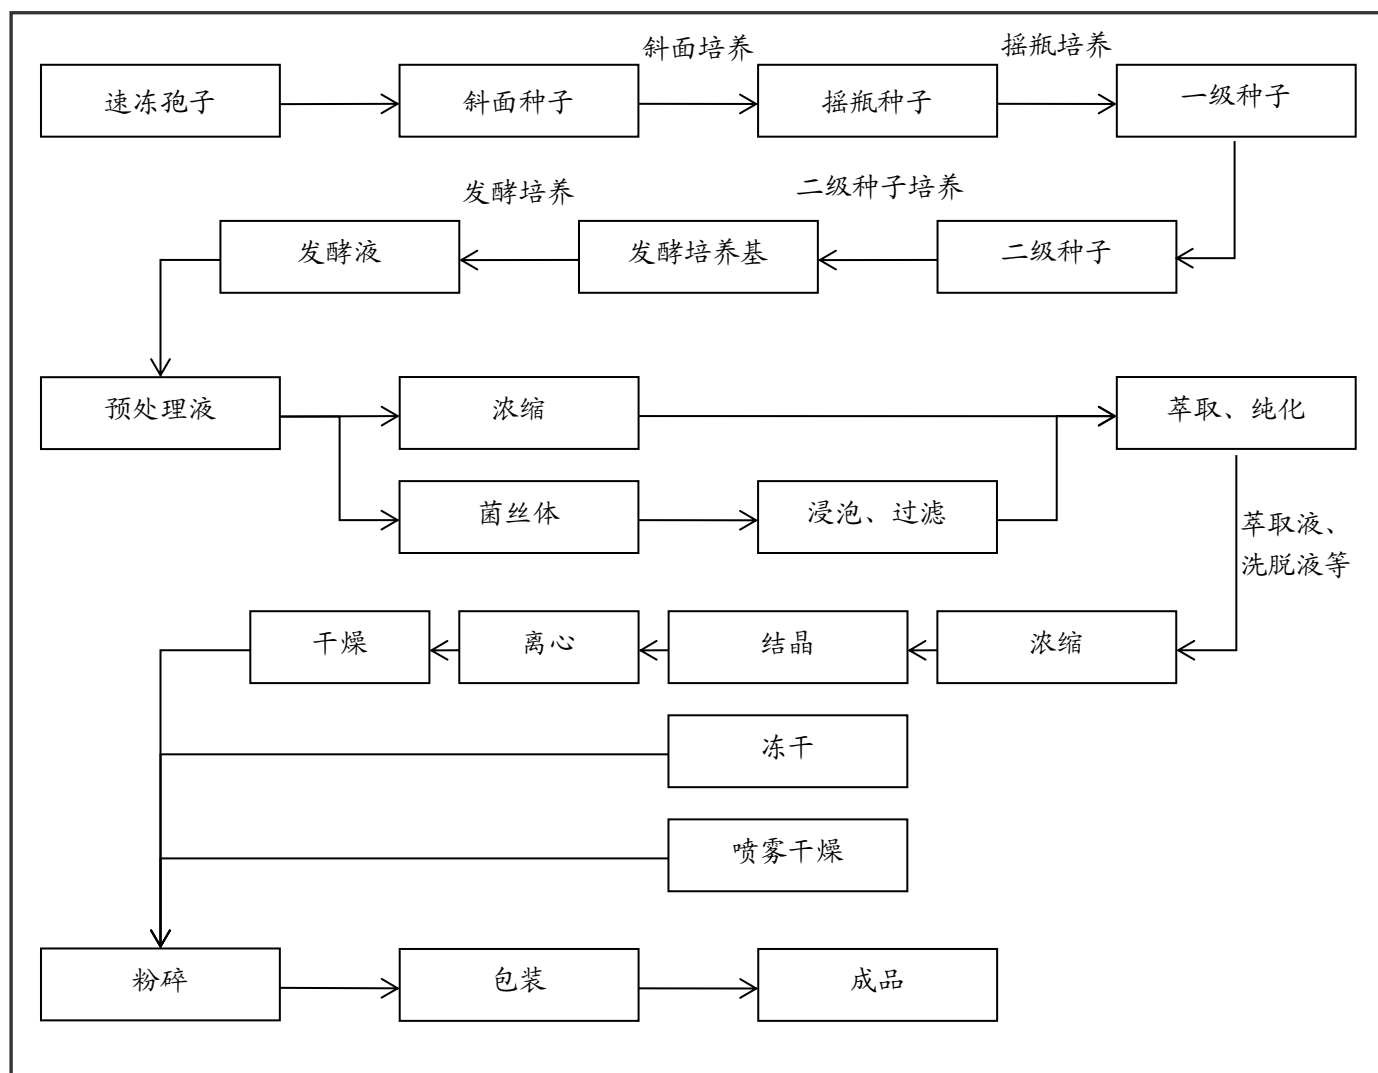 斜面培养
摇瓶培养
速冻孢子
斜面种子
摇瓶种子
一级种子
发酵培养
二级种子培养
发酵液
发酵培养基
二级种子
预处理液
浓缩
萃取、纯化
菌丝体
浸泡、过滤
萃取液、
洗脱液等
干燥
离心
结晶
浓缩
冻干
喷雾干燥
粉碎
包装
成品